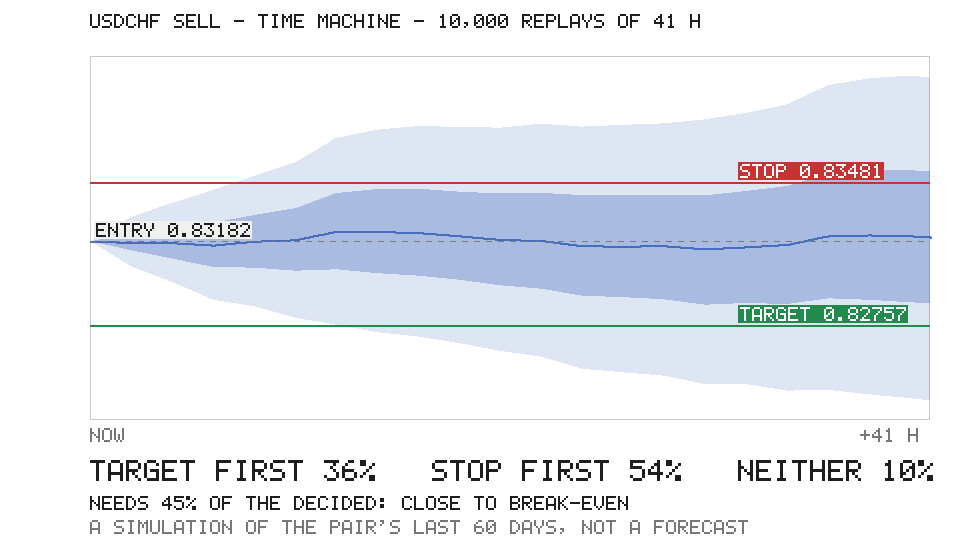 USDCHF SELL - TIME MACHINE - 10,000 REPLAYS OF 41 H
STOP 0.83481
ENTRY 0.83182
TARGET 0.82757
NOW +41 H
TARGET FIRST 36% STOP FIRST 54% NEITHER 10%
NEEDS 45% OF THE DECIDED: CLOSE TO BREAK-EVEN
A SIMULATION OF THE PAIR'S LAST 60 DAYS, NOT A FORECAST